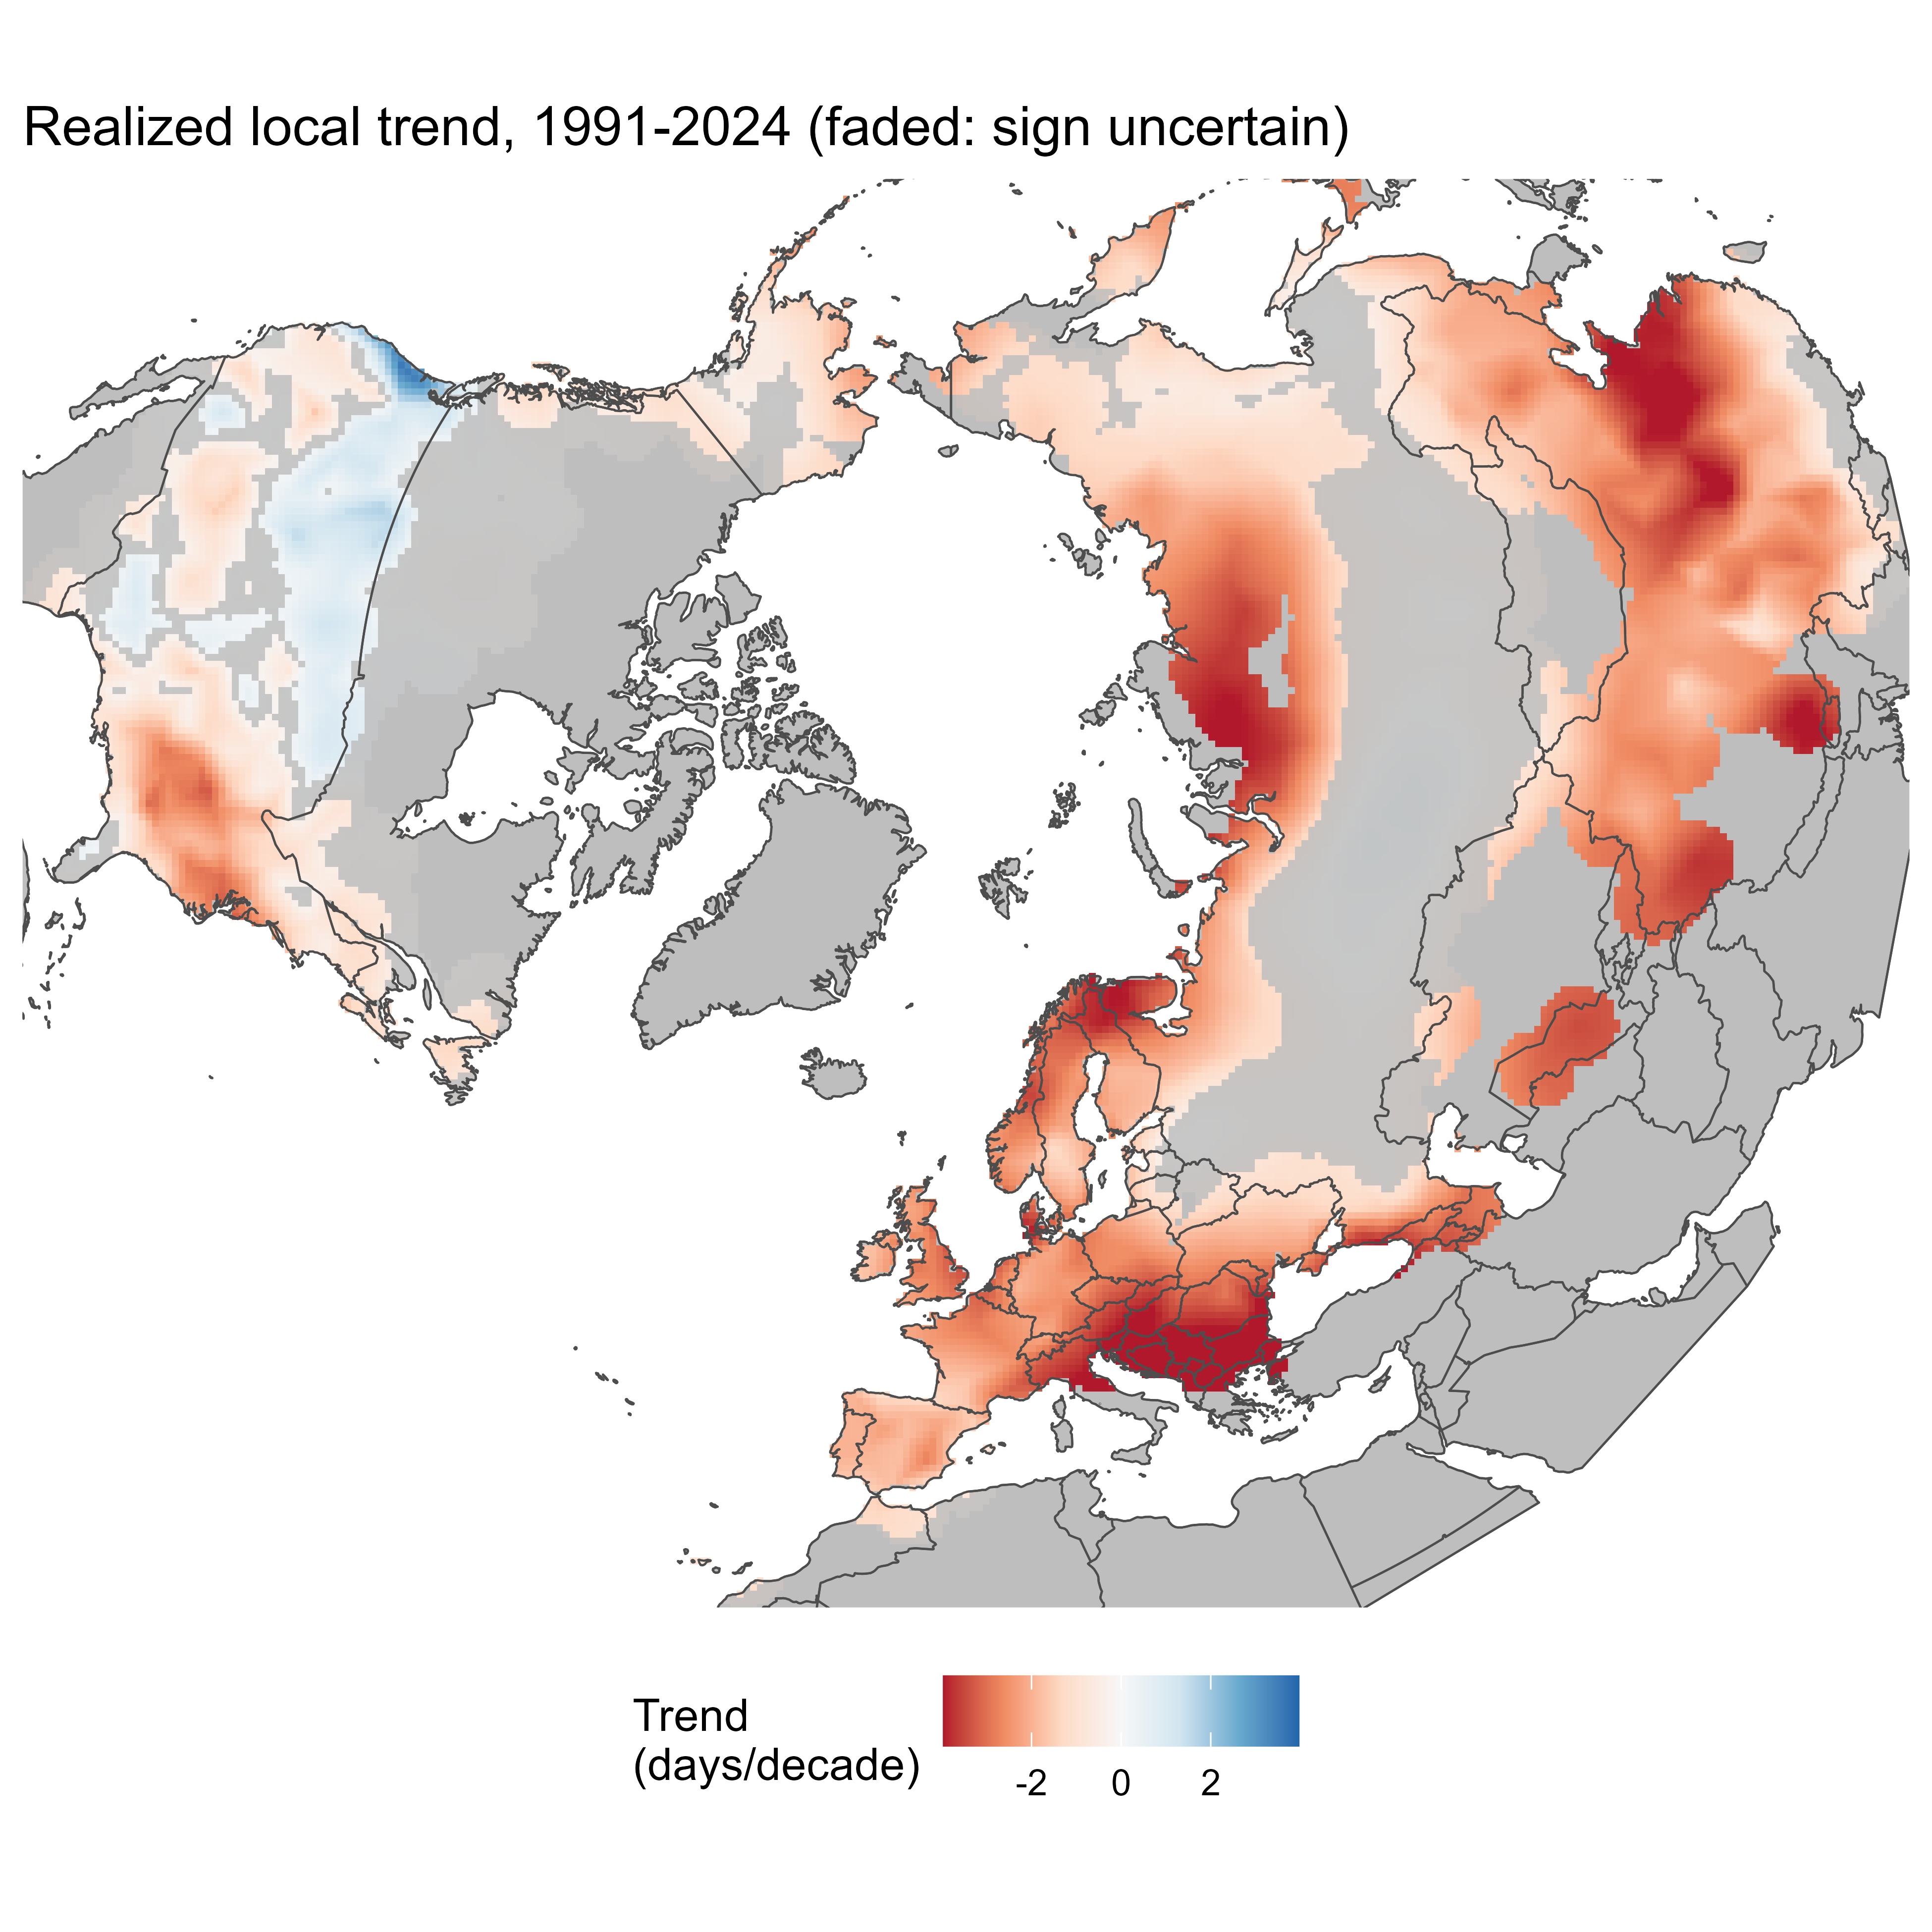 Realized local trend, 1991-2024 (faded: sign uncertain)
Trend
(days/decade)
-2 0 2